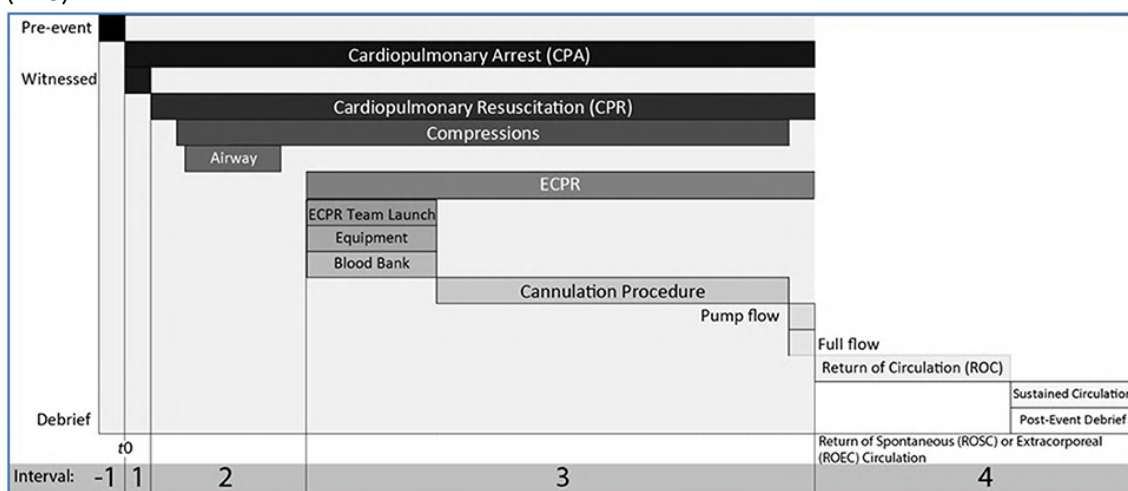 Pre-event
Cardiopulmonary Arrest (CPA)
Witnessed
Cardiopulmonary Resuscitation (CPR)
Compressions
Airway
ECPR
ECPR Team Launch
Equipment
Blood Bank
Cannulation Procedure
Pump flow
Full flow
Return of Circulation (ROC)
Sustained Circulation
Debrief
Post-Event Debrief
t0
Return of Spontaneous (ROSC) or Extracorporeal
(ROEC) Circulation
Interval: -1 1 2 3 4